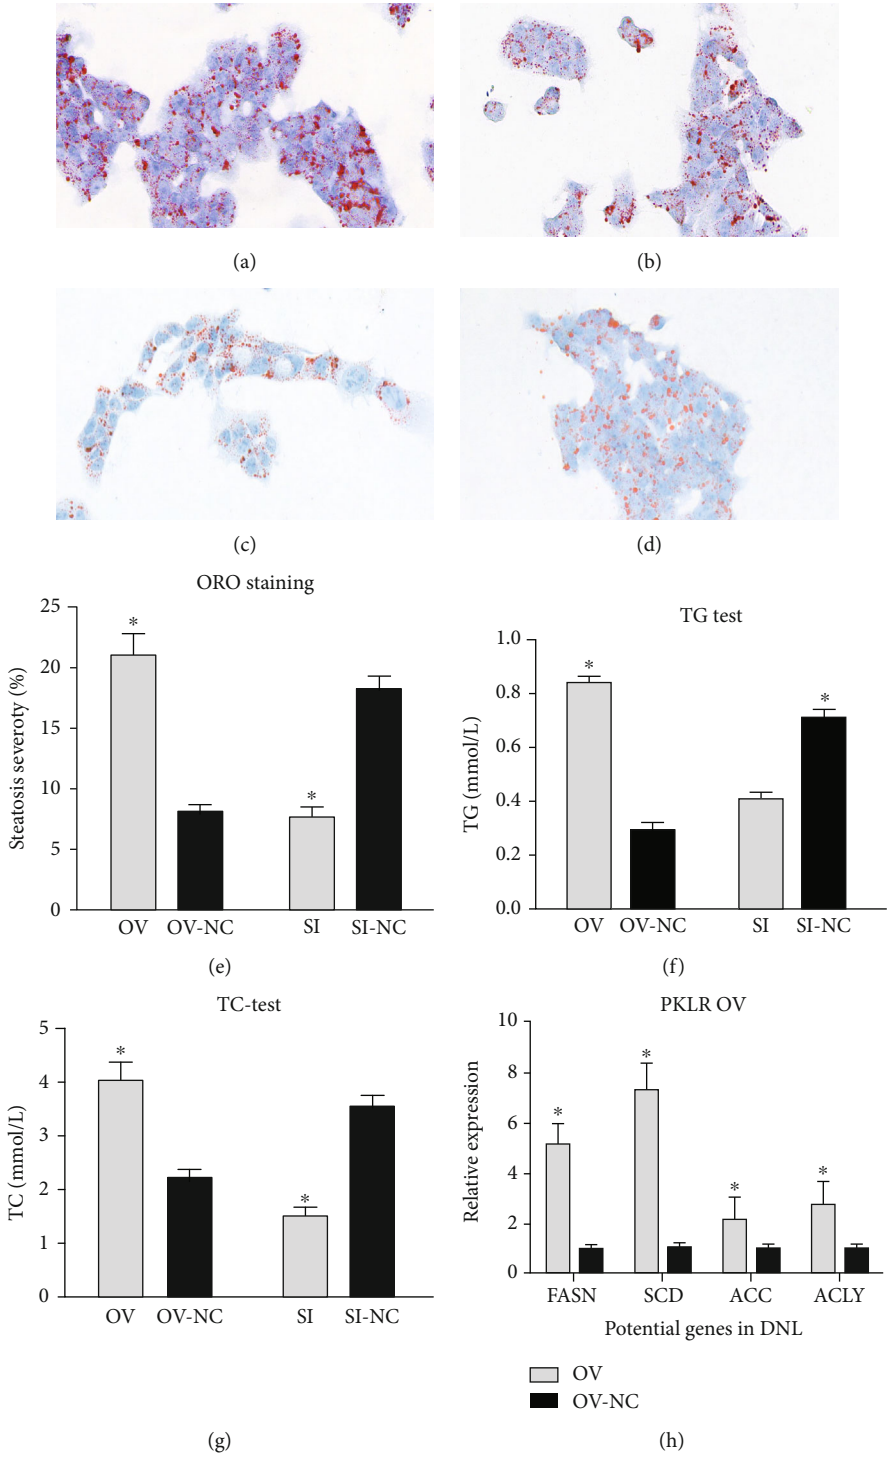 (a)
(b)
(c)
(d)
ORO staining
Steatosis severoty (%)
25
20
15
10
5
0
*
*
OV
OV-NC
SI
SI-NC
(e)
TG test
TG (mmol/L)
1.0
0.8
0.6
0.4
0.2
0.0
*
*
OV
OV-NC
SI
SI-NC
(f)
TC-test
TC (mmol/L)
5
4
3
2
1
0
*
*
OV
OV-NC
SI
SI-NC
(g)
PKLR OV
Relative expression
10
8
6
4
2
0
*
*
*
*
FASN
SCD
ACC
ACLY
Potential genes in DNL
OV
OV-NC
(h)